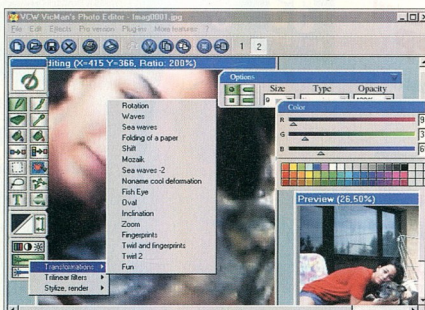 VCW VicMan's Photo Editor - Imag0001.jpg
File Edit Effects Pro version Plug-ins More features ?
1 2
diting (X=415 Y=366, Ratio: 200%)
Options
Size Type Opacity
Color
R
G
B
Rotation
Waves
Sea waves
Folding of a paper
Shift
Mozaik
Sea waves -2
Noname cool deformation
Fish Eye
Oval
Inclination
Zoom
Fingerprints
Twirl and fingerprints
Twirl 2
Fun
Preview (26,50%)
T
Transformations
Trilinear filters
Stylize, render